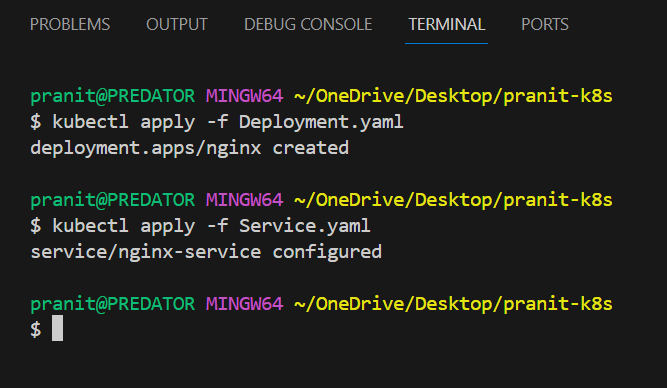 PROBLEMS OUTPUT DEBUG CONSOLE TERMINAL PORTS
pranit@PREDATOR MINGW64 ~/OneDrive/Desktop/pranit-k8s
$ kubectl apply -f Deployment.yaml
deployment.apps/nginx created
pranit@PREDATOR MINGW64 ~/OneDrive/Desktop/pranit-k8s
$ kubectl apply -f Service.yaml
service/nginx-service configured
pranit@PREDATOR MINGW64 ~/OneDrive/Desktop/pranit-k8s
$